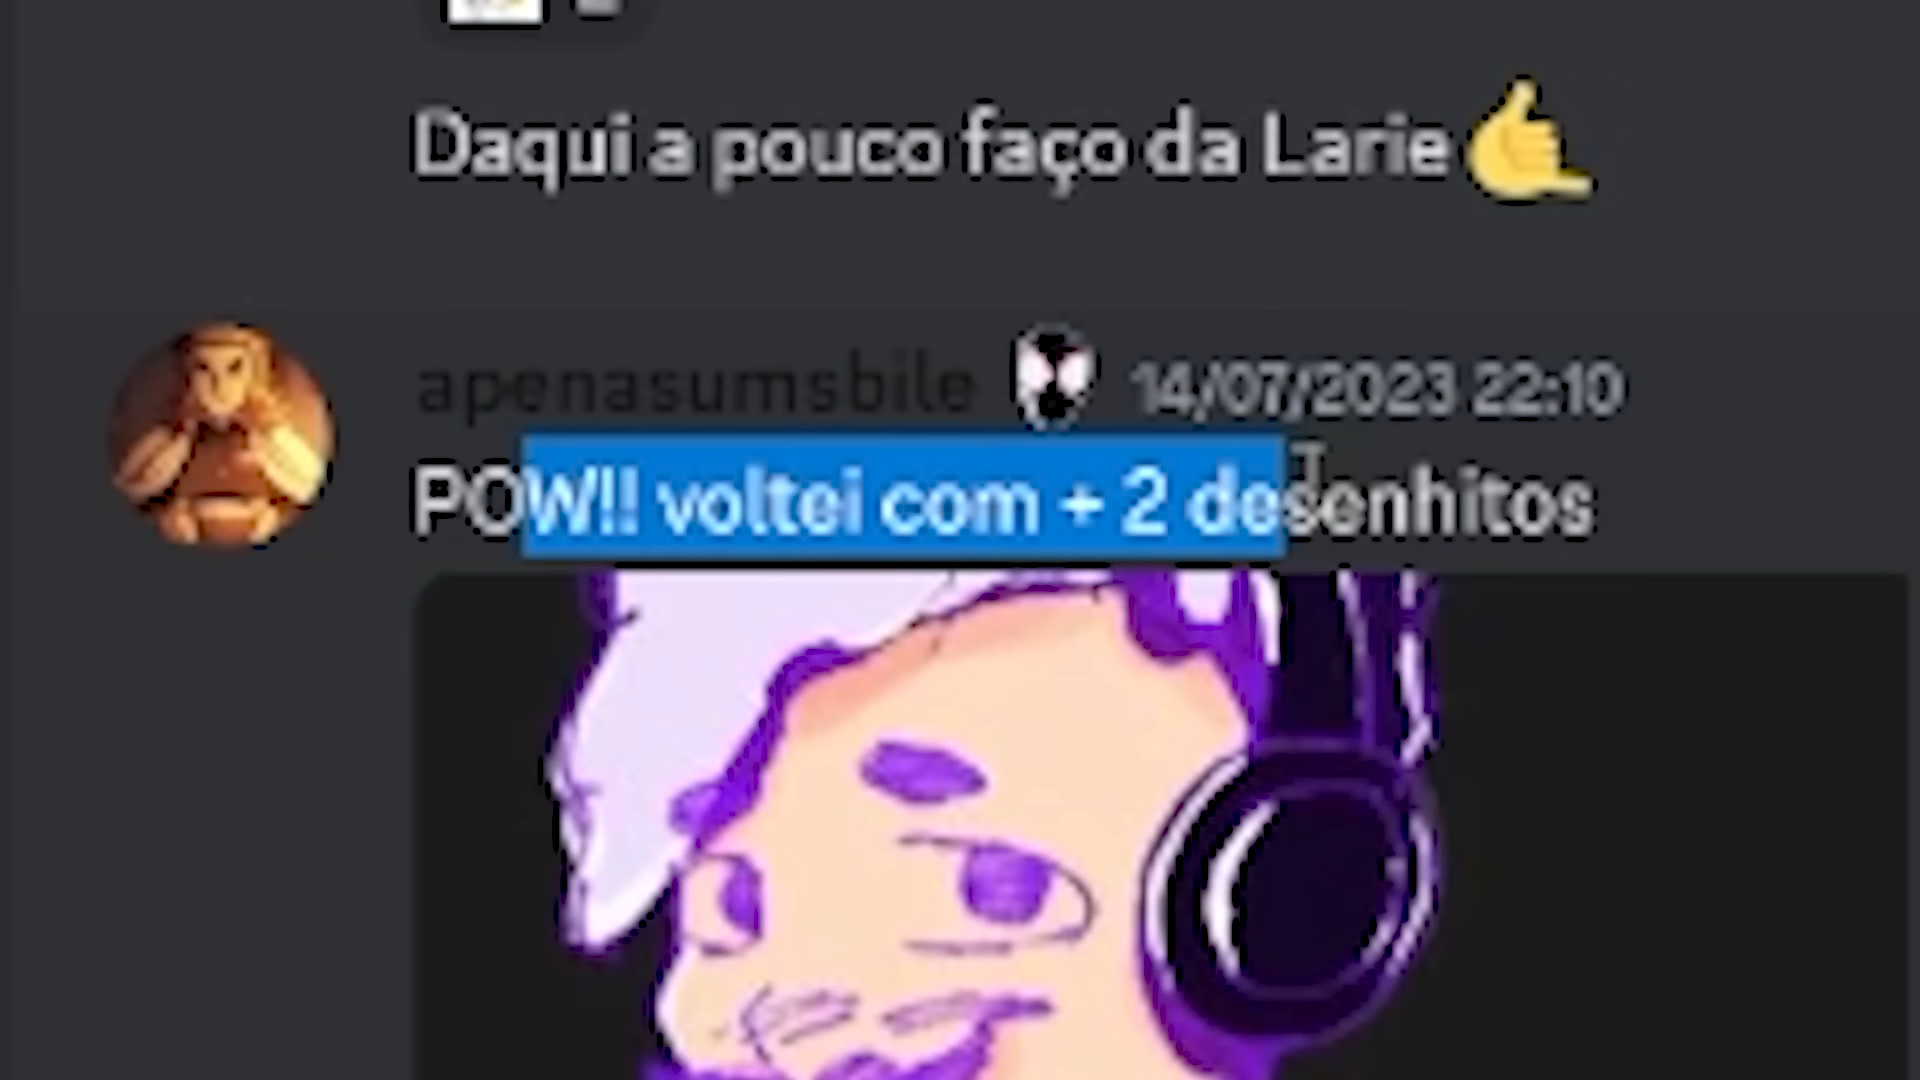 Daqui a pouco faço da Larie
apenasumsbile 14/07/2023 22:10
POW!! voltei com + 2 desenhitos